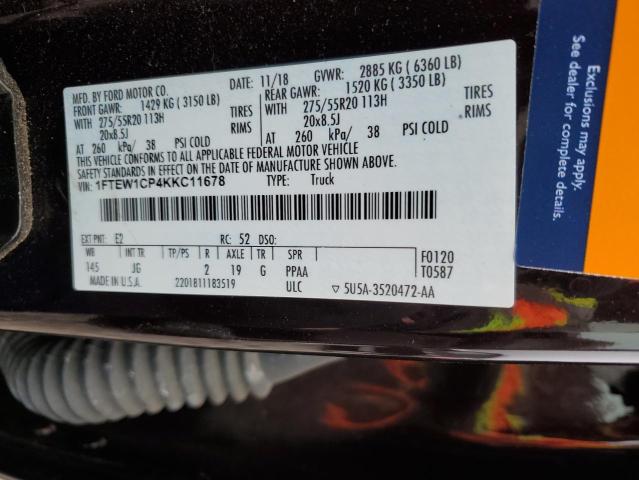 MFD. BY FORD MOTOR CO.
DATE: 11/18 GVWR: 2885 KG ( 6360 LB)
FRONT GAWR: 1429 KG ( 3150 LB) REAR GAWR: 1520 KG ( 3350 LB)
WITH 275/55R20 113H TIRES WITH 275/55R20 113H TIRES
20x8.5J RIMS 20x8.5J RIMS
AT 260 kPa/ 38 PSI COLD AT 260 kPa/ 38 PSI COLD
THIS VEHICLE CONFORMS TO ALL APPLICABLE FEDERAL MOTOR VEHICLE
SAFETY STANDARDS IN EFFECT ON THE DATE OF MANUFACTURE SHOWN ABOVE.
VIN: 1FTEW1CP4KKC11678 TYPE: Truck
EXT PNT: E2 RC: 52 DSO:
WB INT TR TP/PS R AXLE TR SPR F0120
145 JG 2 19 G PPAA T0587
MADE IN U.S.A. 2201811183519 ULC ▽ 5U5A-3520472-AA
Exclusions may apply.
See dealer for complete details.